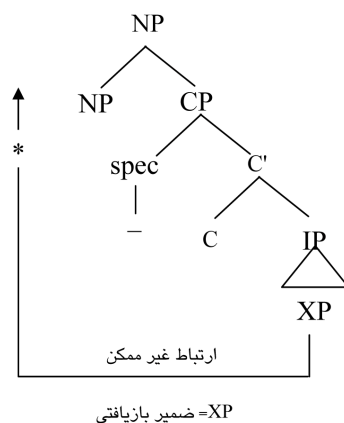 NP
NP CP
*
spec C'
– C IP
XP
ارتباط غیر ممکن
XP= ضمیر بازیافتی